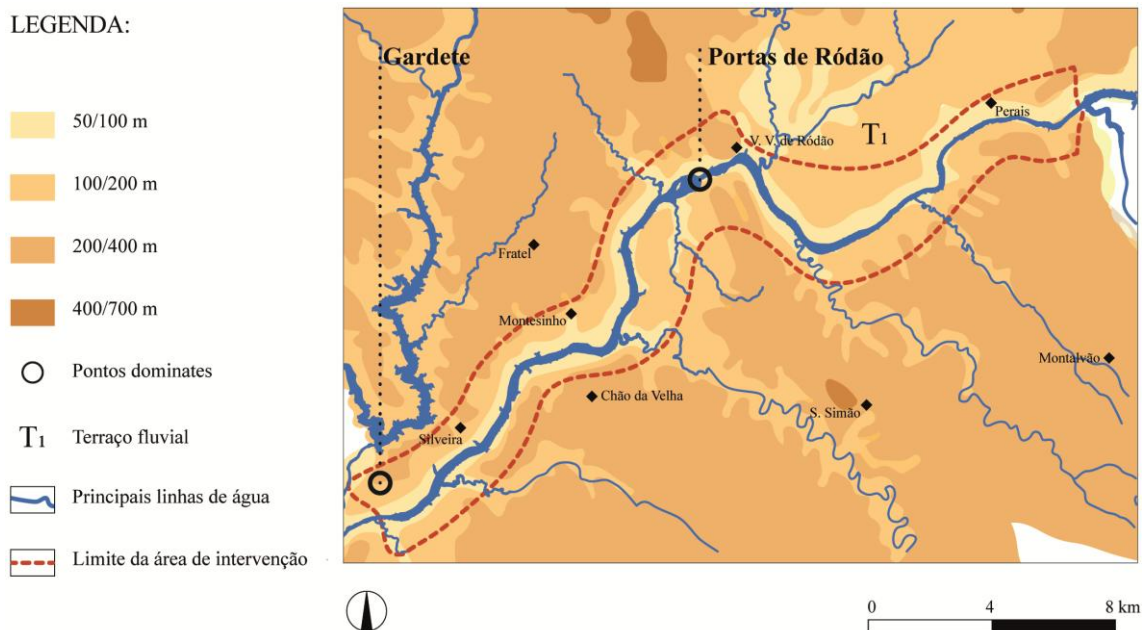 LEGENDA:
50/100 m
100/200 m
200/400 m
400/700 m
Pontos dominates
T1 Terraço fluvial
Principais linhas de água
Limite da área de intervenção
Gardete
Portas de Ródão
Perais
T1
V. V. de Ródão
Fratel
Montesinho
Montalvão
Chão da Velha
S. Simão
Silveira
0 4 8 km